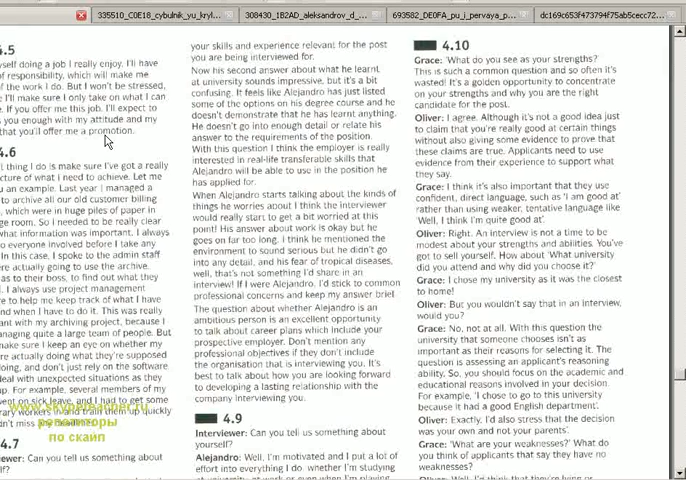 335510_C0E18_cybulnik_yu_kryl...
308430_1B2AD_aleksandrov_d_...
693582_DE0FA_pu_i_pervaya_p...
dc169c653f473794f75ab5cecc72...
4.5
yself doing a job I really enjoy. I'll have
of responsibility, which will make me
of the work I do. But I won't be stressed,
I'll make sure I only take on what I can
. If you offer me this job, I'll expect to
s you enough with my attitude and my
that you'll offer me a promotion.
4.6
l thing I do is make sure I've got a really
cture of what I need to achieve. Let me
u an example. Last year I managed a
to archive all our old customer billing
, which were in huge piles of paper in
ge room. So I needed to be really clear
what information was important. I always
o everyone involved before I take any
In this case, I spoke to the admin staff
re actually going to use the archive.
as to their boss, to find out what they
. I always use project management
re to help me keep track of what I have
nd when I have to do it. This was really
ant with my archiving project, because I
anaging quite a large team of people. But
make sure I keep an eye on whether my
re actually doing what they're supposed
oing, and don't just rely on the software.
deal with unexpected situations as they
up. For example, several members of my
ent on sick leave, and I had to get some
rary workers in and train them up quickly
dn't miss
репетиторы
по скайп
4.7
ewer: Can you tell us something about
lf?
your skills and experience relevant for the post
you are being interviewed for.
Now his second answer about what he learnt
at university sounds impressive, but it's a bit
confusing. It feels like Alejandro has just listed
some of the options on his degree course and he
doesn't demonstrate that he has learnt anything.
He doesn't go into enough detail or relate his
answer to the requirements of the position.
With this question I think the employer is really
interested in real-life transferable skills that
Alejandro will be able to use in the position he
has applied for.
When Alejandro starts talking about the kinds of
things he worries about I think the interviewer
would really start to get a bit worried at this
point! His answer about work is okay but he
goes on far too long. I think he mentioned the
environment to sound serious but he didn't go
into any detail, and his fear of tropical diseases,
well, that's not something I'd share in an
interview! If I were Alejandro, I'd stick to common
professional concerns and keep my answer brief.
The question about whether Alejandro is an
ambitious person is an excellent opportunity
to talk about career plans which include your
prospective employer. Don't mention any
professional objectives if they don't include
the organisation that is interviewing you. It's
best to talk about how you are looking forward
to developing a lasting relationship with the
company interviewing you.
4.9
Interviewer: Can you tell us something about
yourself?
Alejandro: Well, I'm motivated and I put a lot of
effort into everything I do, whether I'm studying
at university at work or even when I'm playing
4.10
Grace: 'What do you see as your strengths?'
This is such a common question and so often it's
wasted! It's a golden opportunity to concentrate
on your strengths and why you are the right
candidate for the post.
Oliver: I agree. Although it's not a good idea just
to claim that you're really good at certain things
without also giving some evidence to prove that
these claims are true. Applicants need to use
evidence from their experience to support what
they say.
Grace: I think it's also important that they use
confident, direct language, such as 'I am good at'
rather than using weaker, tentative language like
'Well, I think I'm quite good at'.
Oliver: Right. An interview is not a time to be
modest about your strengths and abilities. You've
got to sell yourself. How about 'What university
did you attend and why did you choose it?'
Grace: I chose my university as it was the closest
to home!
Oliver: But you wouldn't say that in an interview,
would you?
Grace: No, not at all. With this question the
university that someone chooses isn't as
important as their reasons for selecting it. The
question is assessing an applicant's reasoning
ability. So, you should focus on the academic and
educational reasons involved in your decision.
For example, 'I chose to go to this university
because it had a good English department'.
Oliver: Exactly. I'd also stress that the decision
was your own and not your parents'.
Grace: 'What are your weaknesses?' What do
you think of applicants that say they have no
weaknesses?
Oliver: Well, I'd think that they're lying or